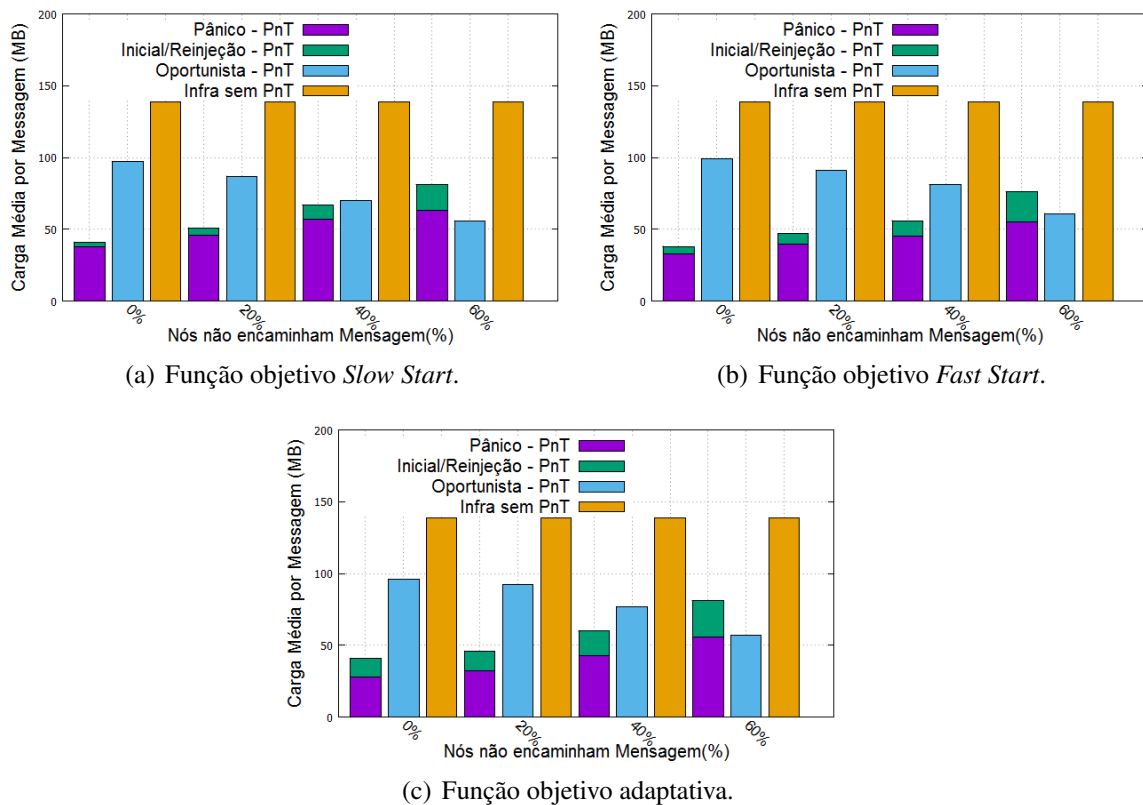 200
150
100
50
0
Carga Média por Messagem (MB)
Pânico - PnT
Inicial/Reinjeção - PnT
Oportunista - PnT
Infra sem PnT
0%
20%
40%
60%
Nós não encaminham Mensagem(%)
(a) Função objetivo Slow Start.
200
150
100
50
0
Carga Média por Messagem (MB)
Pânico - PnT
Inicial/Reinjeção - PnT
Oportunista - PnT
Infra sem PnT
0%
20%
40%
60%
Nós não encaminham Mensagem(%)
(b) Função objetivo Fast Start.
200
150
100
50
0
Carga Média por Messagem (MB)
Pânico - PnT
Inicial/Reinjeção - PnT
Oportunista - PnT
Infra sem PnT
0%
20%
40%
60%
Nós não encaminham Mensagem(%)
(c) Função objetivo adaptativa.